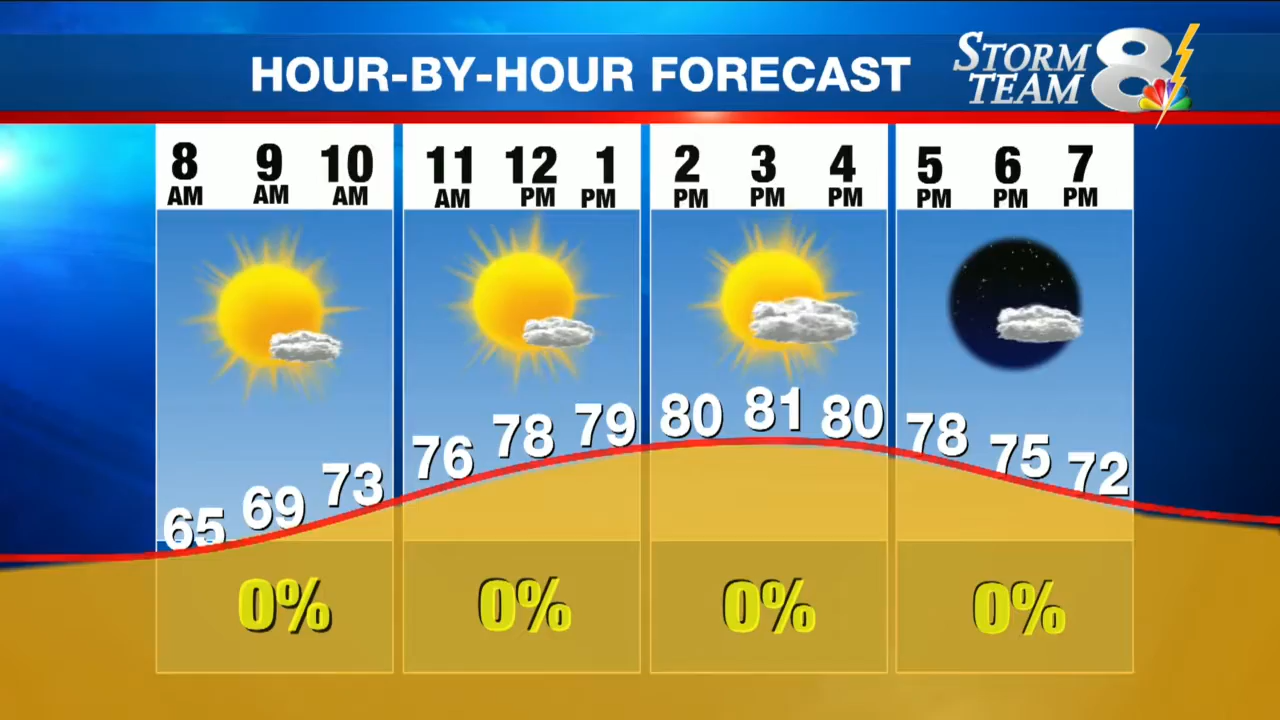 HOUR-BY-HOUR FORECAST
STORM TEAM 8
8 AM 9 AM 10 AM 11 AM 12 PM 1 PM 2 PM 3 PM 4 PM 5 PM 6 PM 7 PM
65 69 73 76 78 79 80 81 80 78 75 72
0% 0% 0% 0%